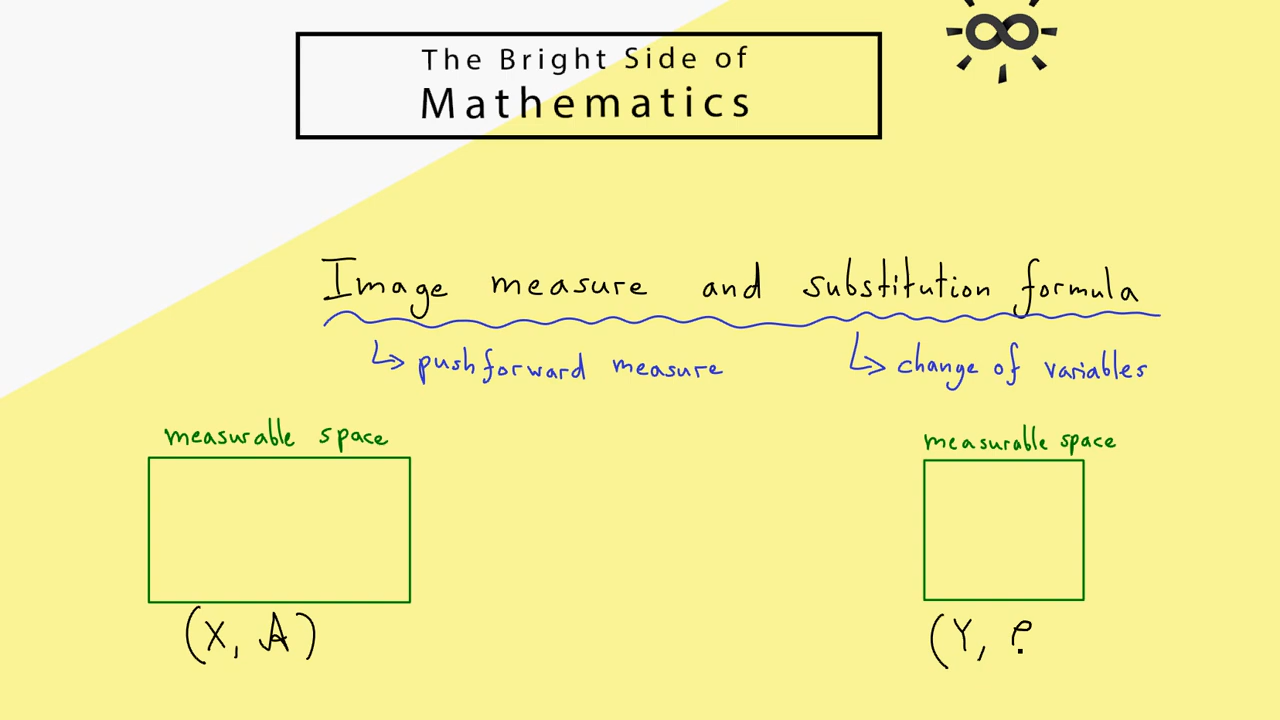 The Bright Side of
Mathematics
Image measure and substitution formula
↳ pushforward measure ↳ change of variables
measurable space measurable space
(X, 𝒜) (Y,